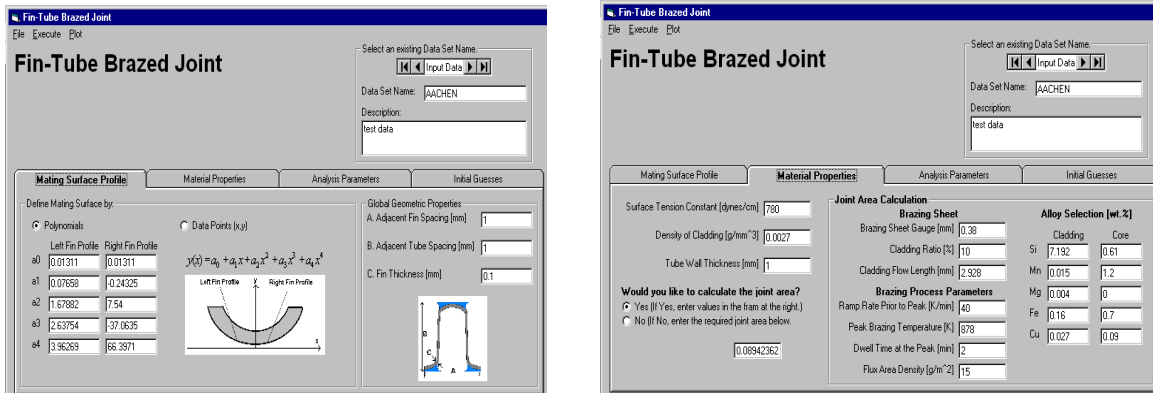 Fin-Tube Brazed Joint
File Execute Plot
Fin-Tube Brazed Joint
Select an existing Data Set Name.
Input Data
Data Set Name: AACHEN
Description:
test data
Mating Surface Profile Material Properties Analysis Parameters Initial Guesses
Define Mating Surface by:
Polynomials Data Points (x,y)
Left Fin Profile Right Fin Profile
a0 0.01311 0.01311
a1 0.07658 -0.24325
a2 1.67882 7.54
a3 2.63754 -37.0635
a4 3.96269 66.3971
y(x) = a0 + a1x + a2x² + a3x³ + a4x⁴
Left Fin Profile Right Fin Profile
y
x
Global Geometric Properties
A. Adjacent Fin Spacing [mm] 1
B. Adjacent Tube Spacing [mm] 1
C. Fin Thickness [mm] 0.1
B
C
A
Fin-Tube Brazed Joint
File Execute Plot
Fin-Tube Brazed Joint
Select an existing Data Set Name.
Input Data
Data Set Name: AACHEN
Description:
test data
Mating Surface Profile Material Properties Analysis Parameters Initial Guesses
Surface Tension Constant [dynes/cm] 780
Density of Cladding [g/mm^3] 0.0027
Tube Wall Thickness [mm] 1
Would you like to calculate the joint area?
Yes (If Yes, enter values in the fram at the right.)
No (If No, enter the required joint area below.
0.08942362
Joint Area Calculation
Brazing Sheet
Brazing Sheet Gauge [mm] 0.38
Cladding Ratio [%] 10
Cladding Flow Length [mm] 2.928
Brazing Process Parameters
Ramp Rate Prior to Peak [K/min] 40
Peak Brazing Temperature [K] 878
Dwell Time at the Peak [min] 2
Flux Area Density [g/m^2] 15
Alloy Selection [wt.%]
Cladding Core
Si 7.192 0.61
Mn 0.015 1.2
Mg 0.004 0
Fe 0.16 0.7
Cu 0.027 0.09